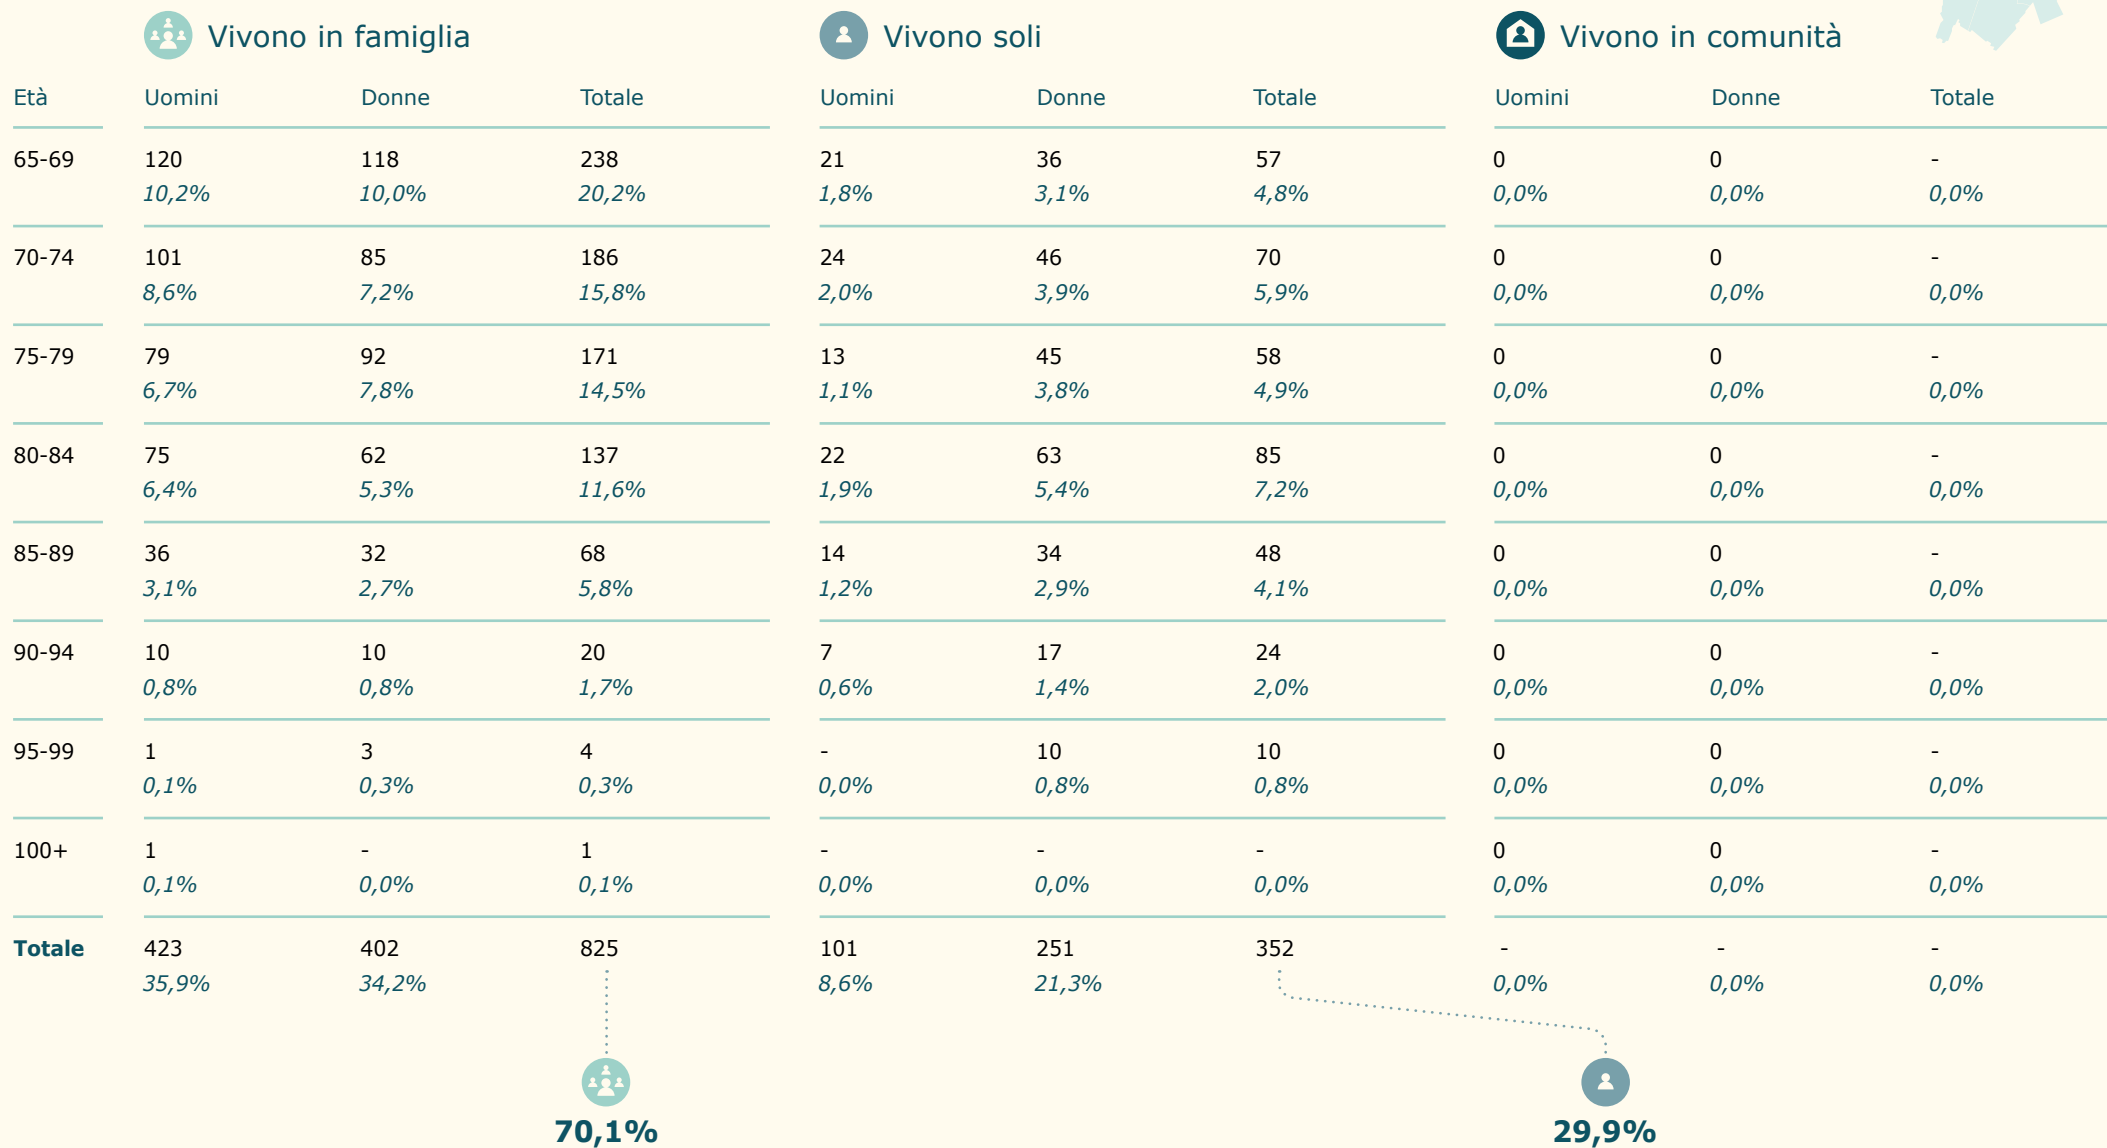 Vivono in famiglia Vivono soli Vivono in comunità
Età Uomini Donne Totale Uomini Donne Totale Uomini Donne Totale
65-69 120 118 238 21 36 57 0 0 -
10,2% 10,0% 20,2% 1,8% 3,1% 4,8% 0,0% 0,0% 0,0%
70-74 101 85 186 24 46 70 0 0 -
8,6% 7,2% 15,8% 2,0% 3,9% 5,9% 0,0% 0,0% 0,0%
75-79 79 92 171 13 45 58 0 0 -
6,7% 7,8% 14,5% 1,1% 3,8% 4,9% 0,0% 0,0% 0,0%
80-84 75 62 137 22 63 85 0 0 -
6,4% 5,3% 11,6% 1,9% 5,4% 7,2% 0,0% 0,0% 0,0%
85-89 36 32 68 14 34 48 0 0 -
3,1% 2,7% 5,8% 1,2% 2,9% 4,1% 0,0% 0,0% 0,0%
90-94 10 10 20 7 17 24 0 0 -
0,8% 0,8% 1,7% 0,6% 1,4% 2,0% 0,0% 0,0% 0,0%
95-99 1 3 4 - 10 10 0 0 -
0,1% 0,3% 0,3% 0,0% 0,8% 0,8% 0,0% 0,0% 0,0%
100+ 1 - 1 - - - 0 0 -
0,1% 0,0% 0,1% 0,0% 0,0% 0,0% 0,0% 0,0% 0,0%
Totale 423 402 825 101 251 352 - - -
35,9% 34,2% 8,6% 21,3% 0,0% 0,0% 0,0%
70,1% 29,9%